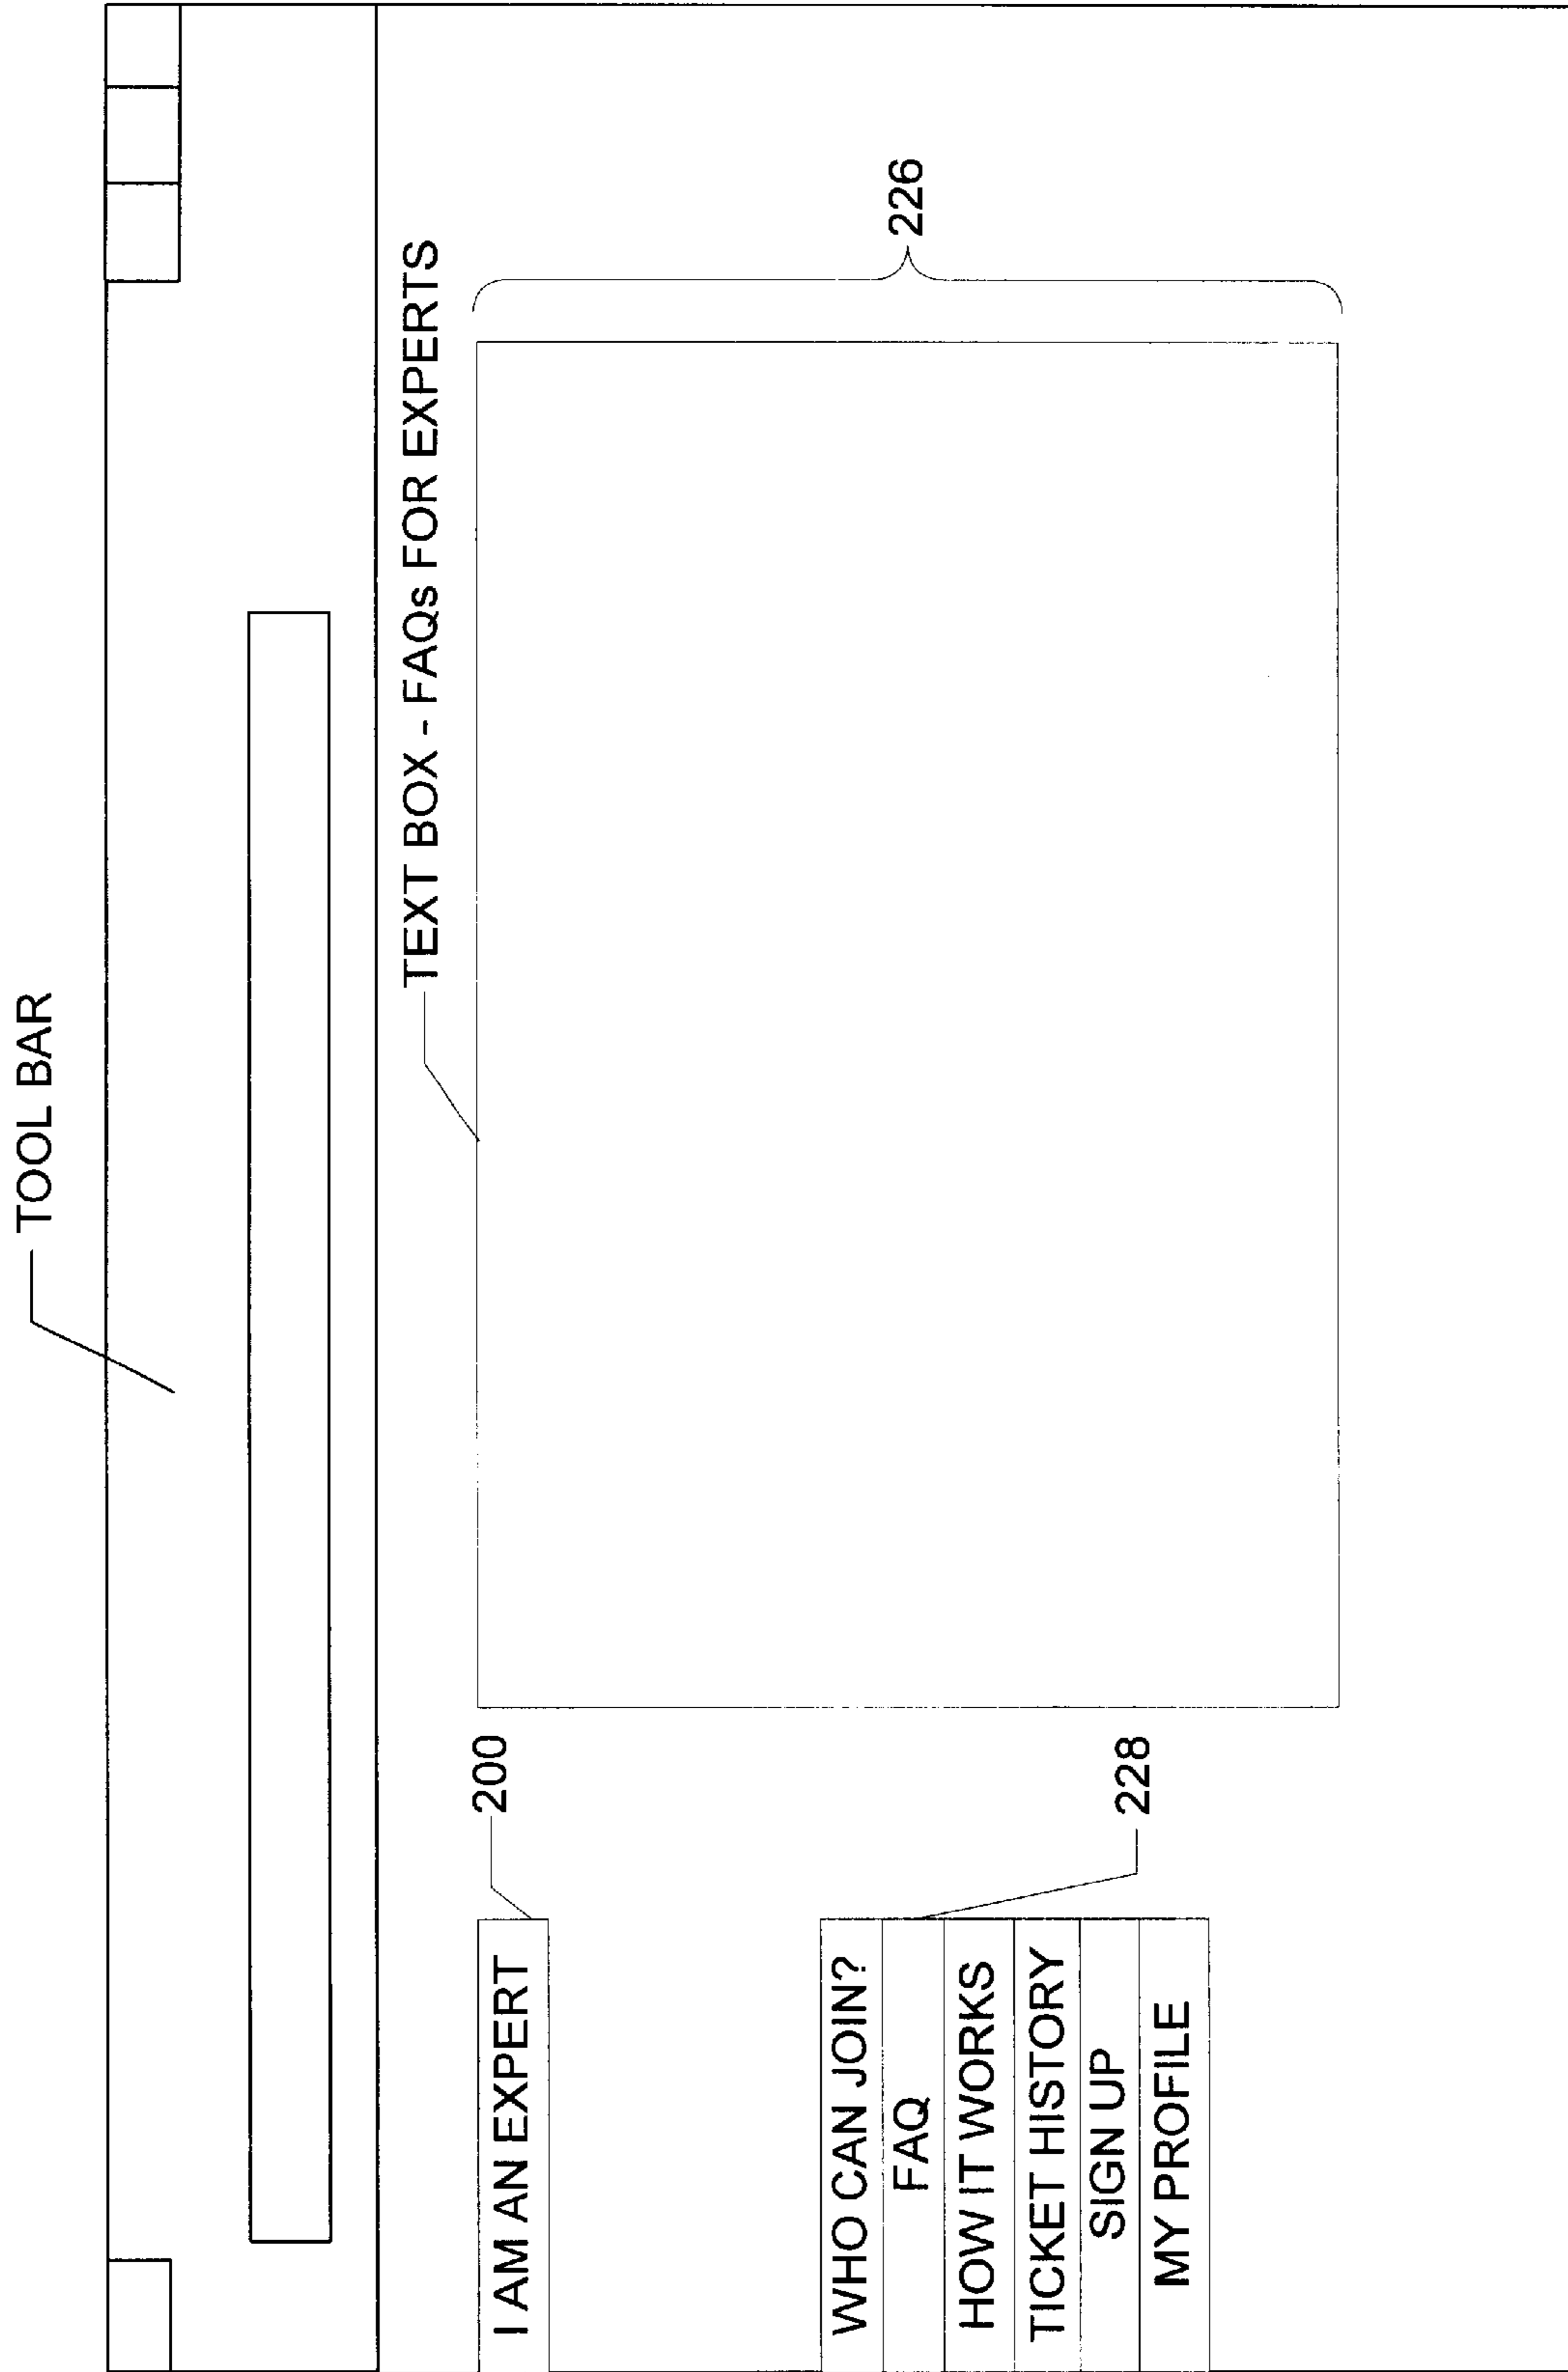 TOOL BAR
TEXT BOX - FAQs FOR EXPERTS
I AM AN EXPERT
200
226
WHO CAN JOIN?
FAQ
HOW IT WORKS
TICKET HISTORY
SIGN UP
MY PROFILE
228